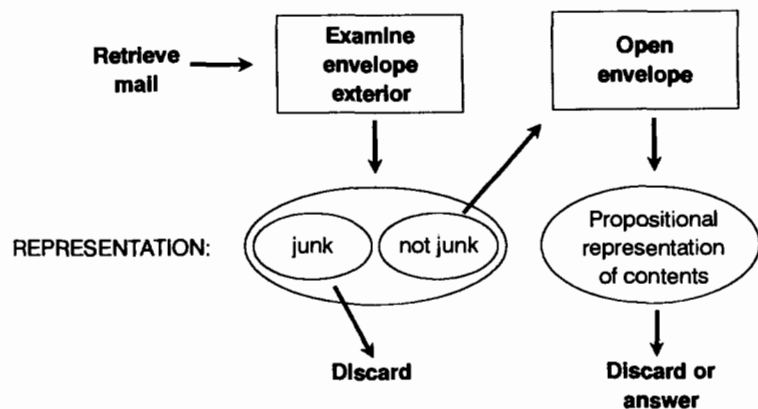 Retrieve
mail
Examine
envelope
exterior
Open
envelope
REPRESENTATION:
junk
not junk
Propositional
representation
of contents
Discard
Discard or
answer